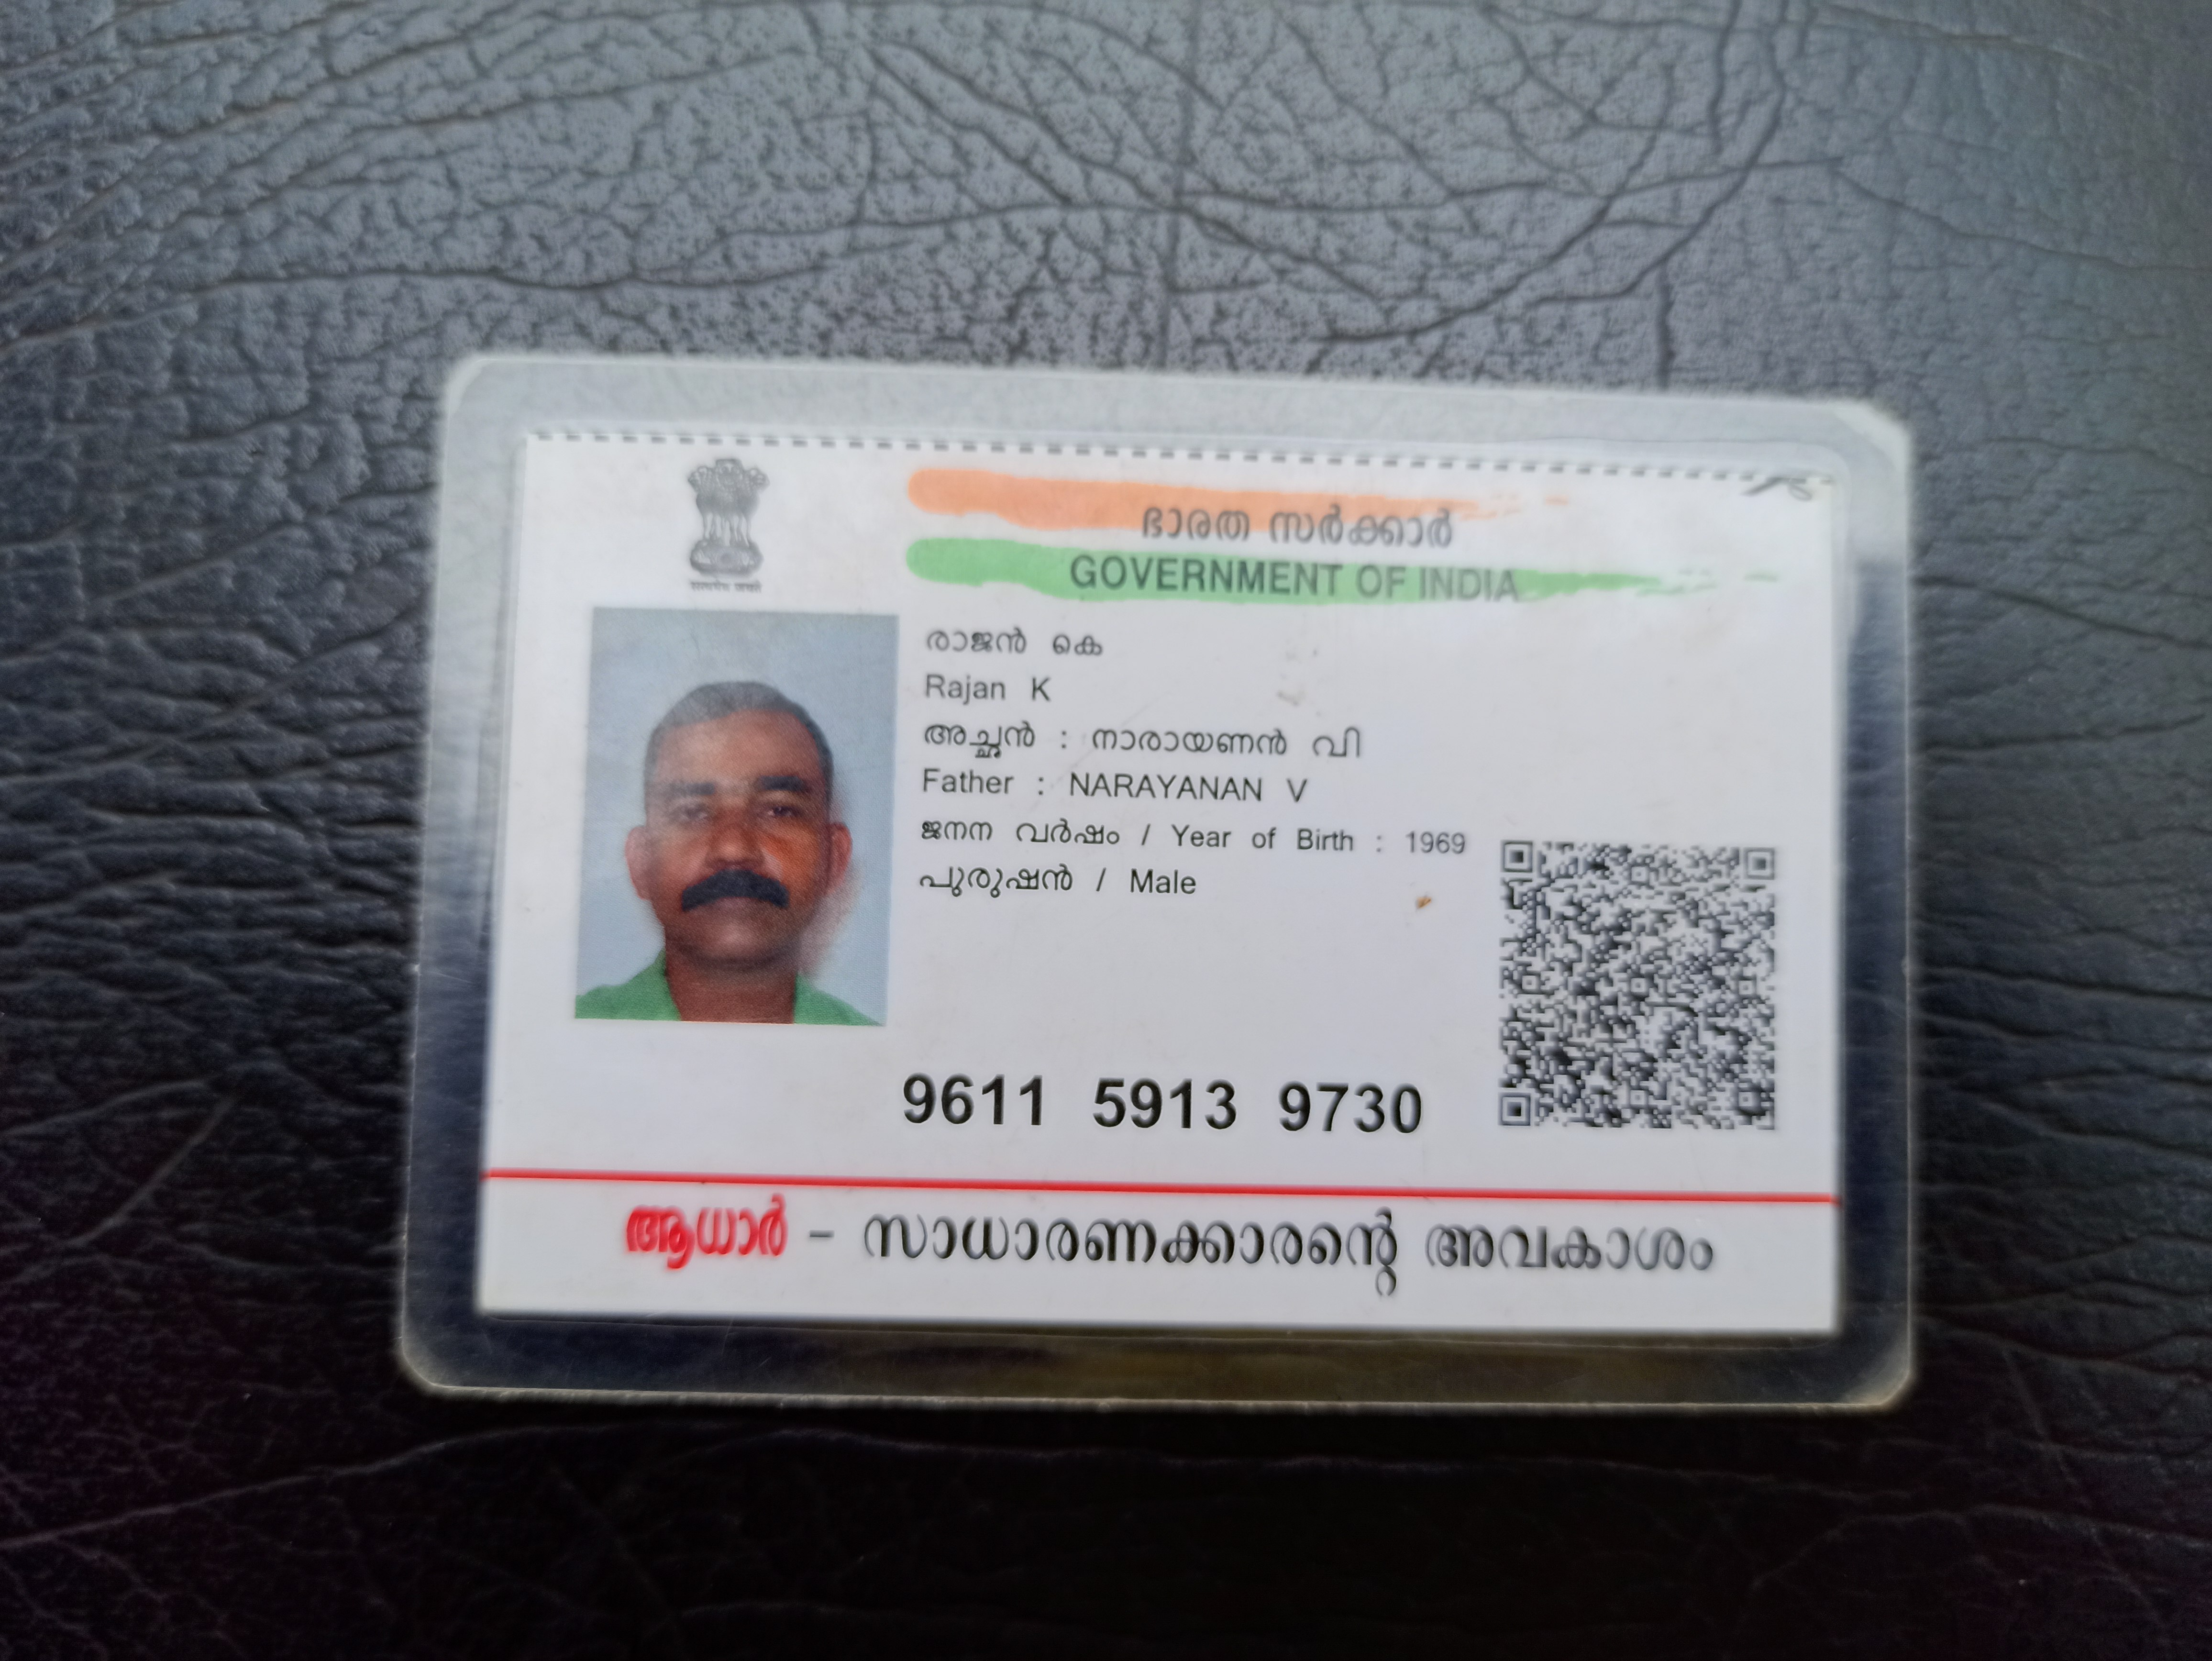 ഭാരത സർക്കാർ
GOVERNMENT OF INDIA
രാജൻ കെ
Rajan K
അച്ഛൻ : നാരായണൻ വി
Father : NARAYANAN V
ജനന വർഷം / Year of Birth : 1969
പുരുഷൻ / Male
9611 5913 9730
ആധാർ - സാധാരണക്കാരന്റെ അവകാശം